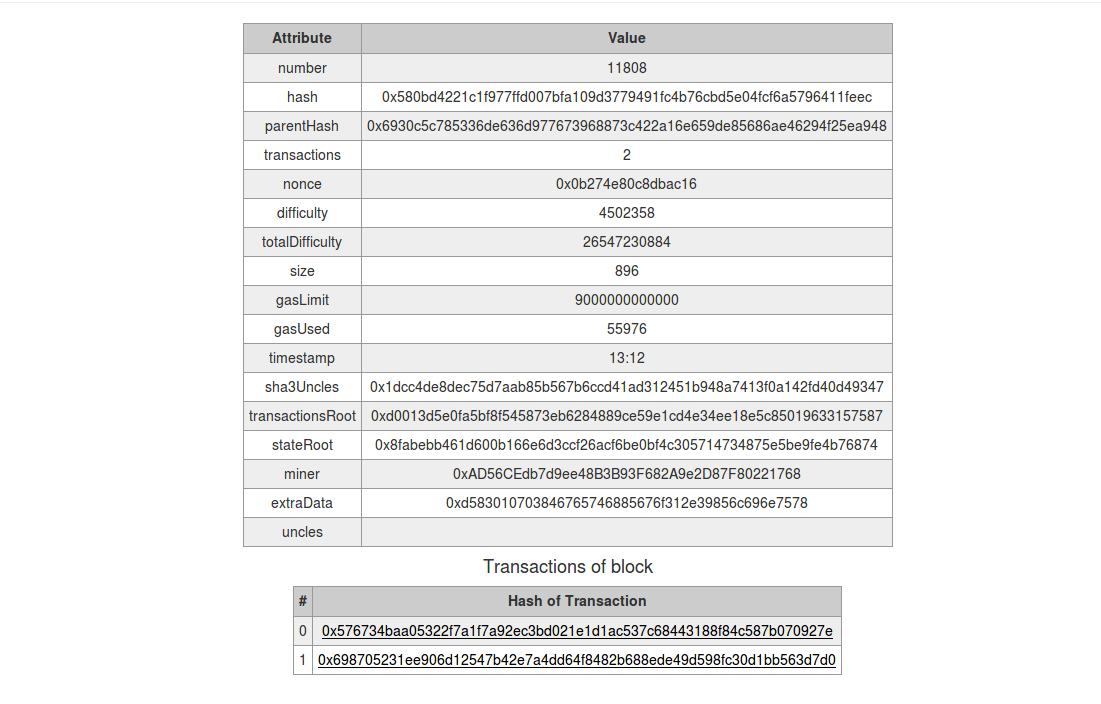 Attribute Value
number 11808
hash 0x580bd4221c1f977ffd007bfa109d3779491fc4b76cbd5e04fcf6a5796411feec
parentHash 0x6930c5c785336de636d977673968873c422a16e659de85686ae46294f25ea948
transactions 2
nonce 0x0b274e80c8dbac16
difficulty 4502358
totalDifficulty 26547230884
size 896
gasLimit 9000000000000
gasUsed 55976
timestamp 13:12
sha3Uncles 0x1dcc4de8dec75d7aab85b567b6ccd41ad312451b948a7413f0a142fd40d49347
transactionsRoot 0xd0013d5e0fa5bf8f545873eb6284889ce59e1cd4e34ee18e5c85019633157587
stateRoot 0x8fabebb461d600b166e6d3ccf26acf6be0bf4c305714734875e5be9fe4b76874
miner 0xAD56CEdb7d9ee48B3B93F682A9e2D87F80221768
extraData 0xd583010703846765746885676f312e39856c696e7578
uncles
Transactions of block
# Hash of Transaction
0 0x576734baa05322f7a1f7a92ec3bd021e1d1ac537c68443188f84c587b070927e
1 0x698705231ee906d12547b42e7a4dd64f8482b688ede49d598fc30d1bb563d7d0